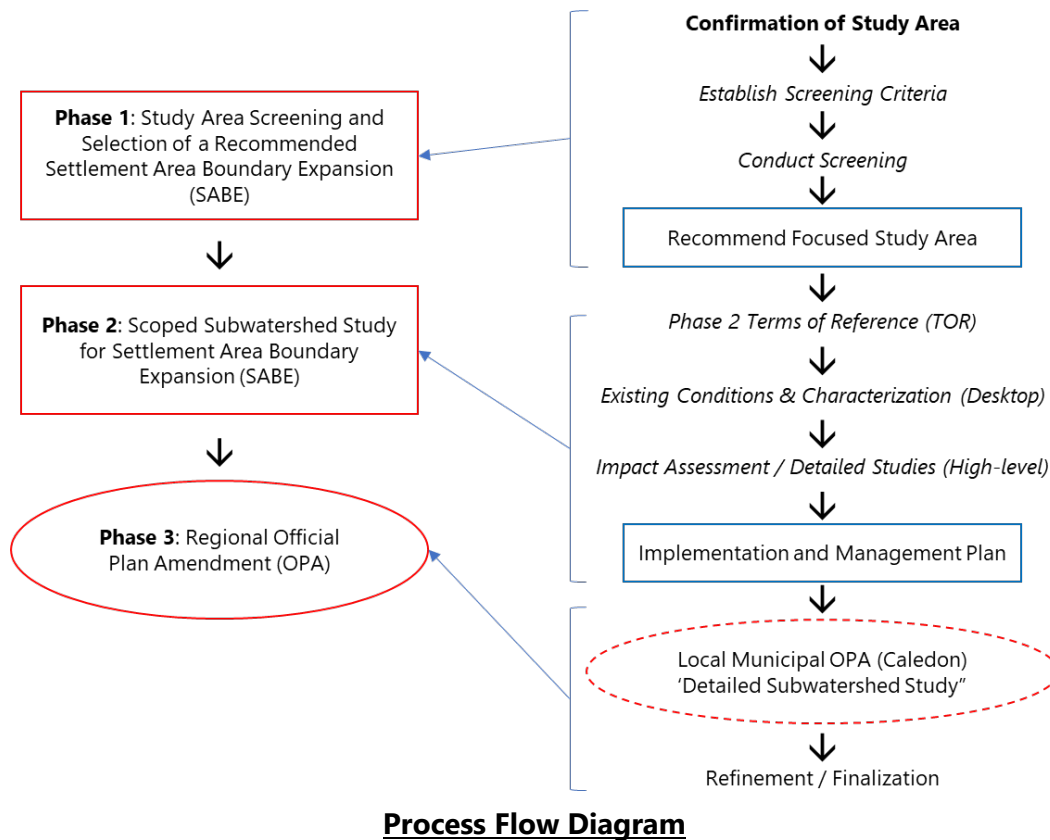 Phase 1: Study Area Screening and
Selection of a Recommended
Settlement Area Boundary Expansion
(SABE)
Phase 2: Scoped Subwatershed Study
for Settlement Area Boundary
Expansion (SABE)
Phase 3: Regional Official
Plan Amendment (OPA)
Confirmation of Study Area
Establish Screening Criteria
Conduct Screening
Recommend Focused Study Area
Phase 2 Terms of Reference (TOR)
Existing Conditions & Characterization (Desktop)
Impact Assessment / Detailed Studies (High-level)
Implementation and Management Plan
Local Municipal OPA (Caledon)
‘Detailed Subwatershed Study”
Refinement / Finalization
Process Flow Diagram